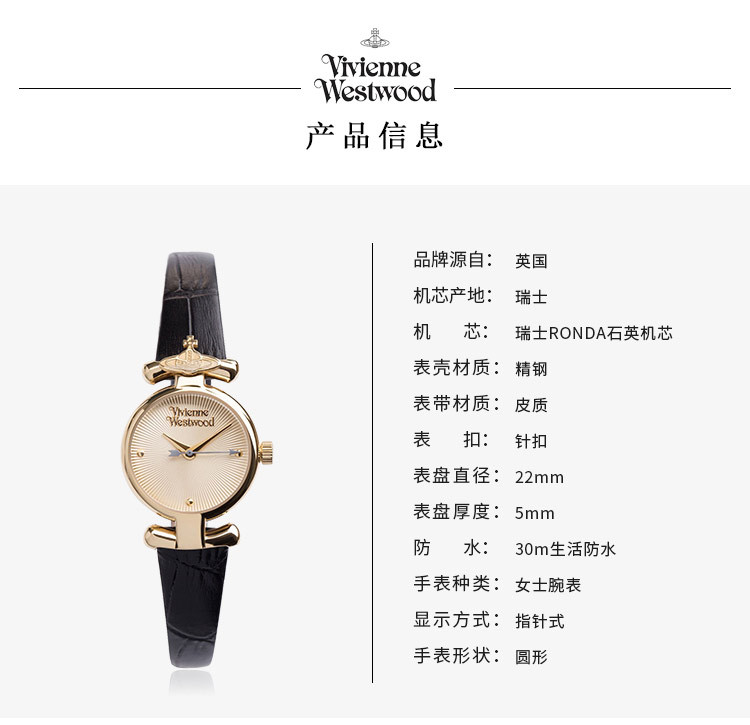 Vivienne
Westwood
产品信息
Vivienne
Westwood
品牌源自： 英国
机芯产地： 瑞士
机 芯： 瑞士RONDA石英机芯
表壳材质： 精钢
表带材质： 皮质
表 扣： 针扣
表盘直径： 22mm
表盘厚度： 5mm
防 水： 30m生活防水
手表种类： 女士腕表
显示方式： 指针式
手表形状： 圆形